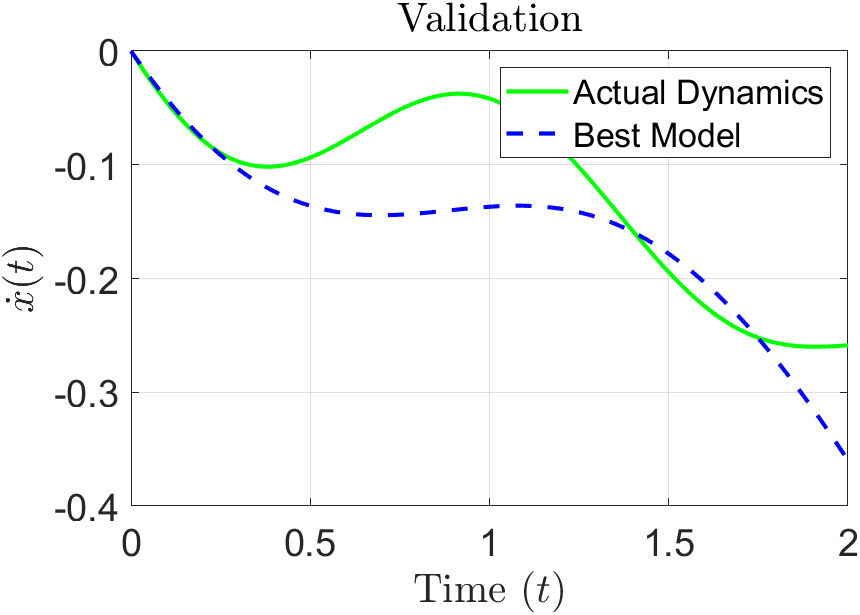 Validation
Actual Dynamics
Best Model
0
-0.1
-0.2
-0.3
-0.4
ẋ(t)
0 0.5 1 1.5 2
Time (t)